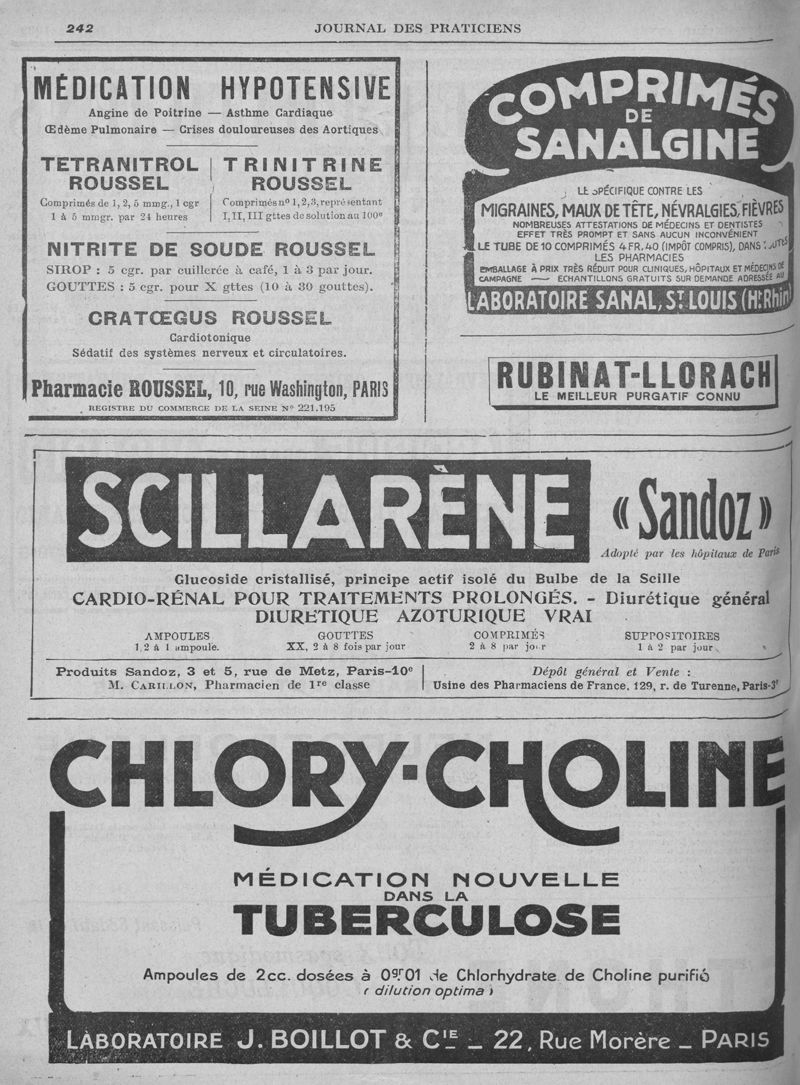 242
JOURNAL DES PRATICIENS
MÉDICATION HYPOTENSIVE
Angine de Poitrine — Asthme Cardiaque
Œdème Pulmonaire — Crises douloureuses des Aortiques
TETRANITROL
ROUSSEL
Comprimés de 1, 2, 5 mmg., 1 cgr
1 à 5 mmgr. par 24 heures
TRINITRINE
ROUSSEL
Comprimés nº 1, 2, 3, représentant
I, II, III gttes de solution au 100e
NITRITE DE SOUDE ROUSSEL
SIROP : 5 cgr. par cuillerée à café, 1 à 3 par jour.
GOUTTES : 5 cgr. pour X gttes (10 à 30 gouttes).
CRATŒGUS ROUSSEL
Cardiotonique
Sédatif des systèmes nerveux et circulatoires.
Pharmacie ROUSSEL, 10, rue Washington, PARIS
REGISTRE DU COMMERCE DE LA SEINE Nº 221.195
COMPRIMÉS
DE
SANALGINE
LE SPÉCIFIQUE CONTRE LES
MIGRAINES, MAUX DE TÊTE, NÉVRALGIES, FIÈVRES
NOMBREUSES ATTESTATIONS DE MÉDECINS ET DENTISTES
EFFET TRÈS PROMPT ET SANS AUCUN INCONVÉNIENT
LE TUBE DE 10 COMPRIMÉS 4 FR. 40 (IMPÔT COMPRIS), DANS TOUTES
LES PHARMACIES
EMBALLAGE À PRIX TRÈS RÉDUIT POUR CLINIQUES, HÔPITAUX ET MÉDECINS DE
CAMPAGNE — ÉCHANTILLONS GRATUITS SUR DEMANDE ADRESSÉE AU
LABORATOIRE SANAL, ST LOUIS (Ht Rhin)
RUBINAT-LLORACH
LE MEILLEUR PURGATIF CONNU
SCILLARÈNE
« Sandoz »
Adopté par les hôpitaux de Paris
Glucoside cristallisé, principe actif isolé du Bulbe de la Scille
CARDIO-RÉNAL POUR TRAITEMENTS PROLONGÉS. - Diurétique général
DIURETIQUE AZOTURIQUE VRAI
AMPOULES
1,2 à 1 ampoule.
GOUTTES
XX, 2 à 8 fois par jour
COMPRIMÉS
2 à 8 par jour
SUPPOSITOIRES
1 à 2 par jour.
Produits Sandoz, 3 et 5, rue de Metz, Paris-10e
M. CARILLON, Pharmacien de 1re classe
Dépôt général et Vente :
Usine des Pharmaciens de France, 129, r. de Turenne, Paris-3e
CHLORY-CHOLINE
MÉDICATION NOUVELLE
DANS LA
TUBERCULOSE
Ampoules de 2cc. dosées à 0gr01 de Chlorhydrate de Choline purifié
( dilution optima )
LABORATOIRE J. BOILLOT & CIE _ 22, Rue Morère _ PARIS